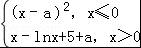 (x-a)², x≤0
x-lnx+5+a, x>0